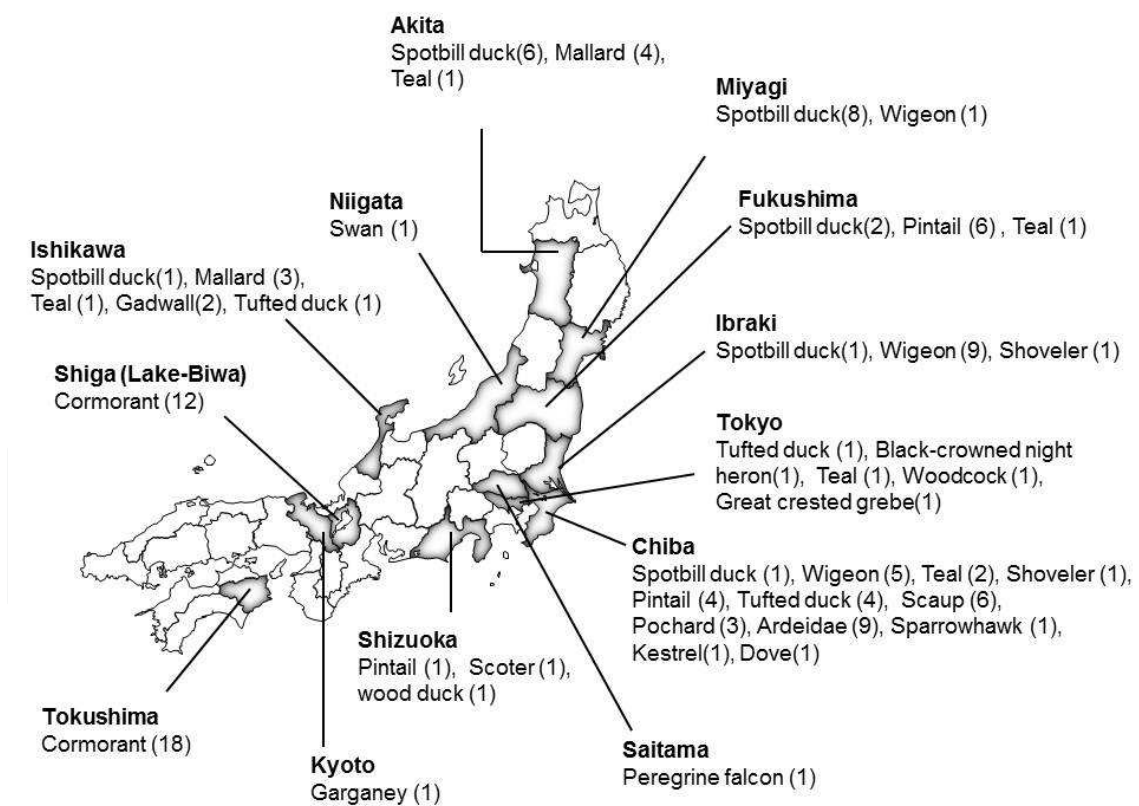 Akita
Spotbill duck(6), Mallard (4),
Teal (1)
Miyagi
Spotbill duck(8), Wigeon (1)
Niigata
Swan (1)
Fukushima
Spotbill duck(2), Pintail (6) , Teal (1)
Ishikawa
Spotbill duck(1), Mallard (3),
Teal (1), Gadwall(2), Tufted duck (1)
Ibraki
Spotbill duck(1), Wigeon (9), Shoveler (1)
Shiga (Lake-Biwa)
Cormorant (12)
Tokyo
Tufted duck (1), Black-crowned night
heron(1), Teal (1), Woodcock (1),
Great crested grebe(1)
Chiba
Spotbill duck (1), Wigeon (5), Teal (2), Shoveler (1),
Pintail (4), Tufted duck (4), Scaup (6),
Pochard (3), Ardeidae (9), Sparrowhawk (1),
Kestrel(1), Dove(1)
Shizuoka
Pintail (1), Scoter (1),
wood duck (1)
Tokushima
Cormorant (18)
Kyoto
Garganey (1)
Saitama
Peregrine falcon (1)